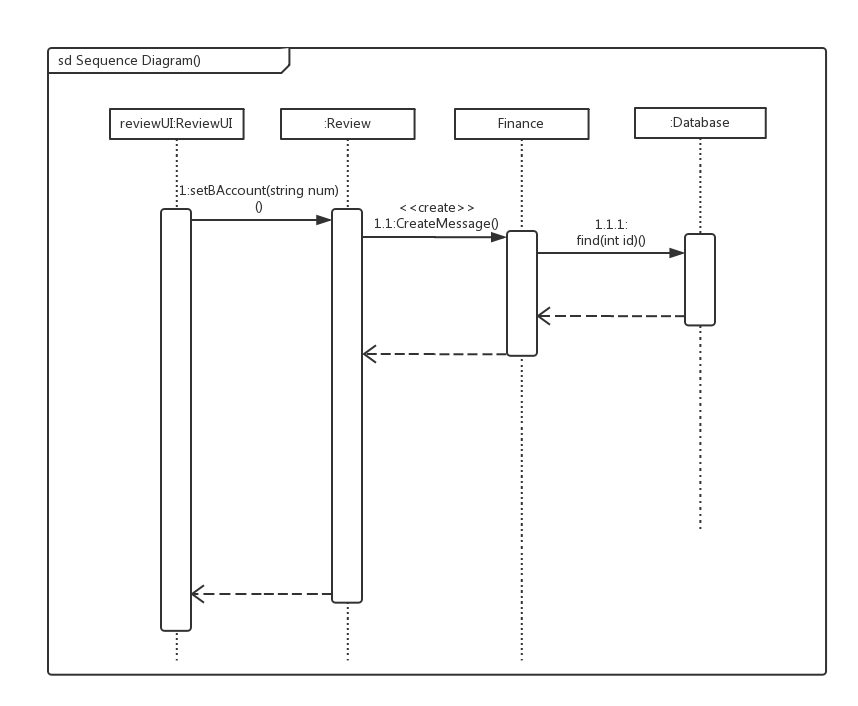 sd Sequence Diagram()
reviewUI:ReviewUI
:Review
Finance
:Database
1:setBAccount(string num)
()
<<create>>
1.1:CreateMessage()
1.1.1:
find(int id)()